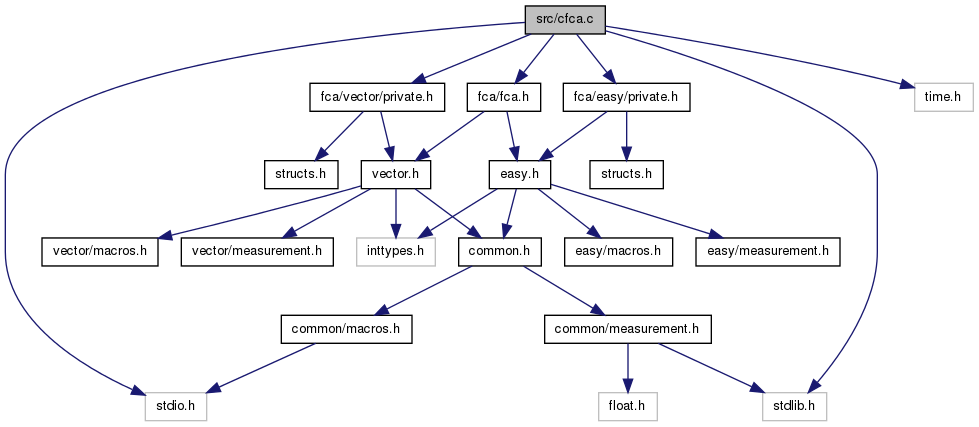 src/cfca.c
fca/vector/private.h
fca/fca.h
fca/easy/private.h
time.h
structs.h
vector.h
easy.h
structs.h
vector/macros.h
vector/measurement.h
inttypes.h
common.h
easy/macros.h
easy/measurement.h
common/macros.h
common/measurement.h
stdio.h
float.h
stdlib.h